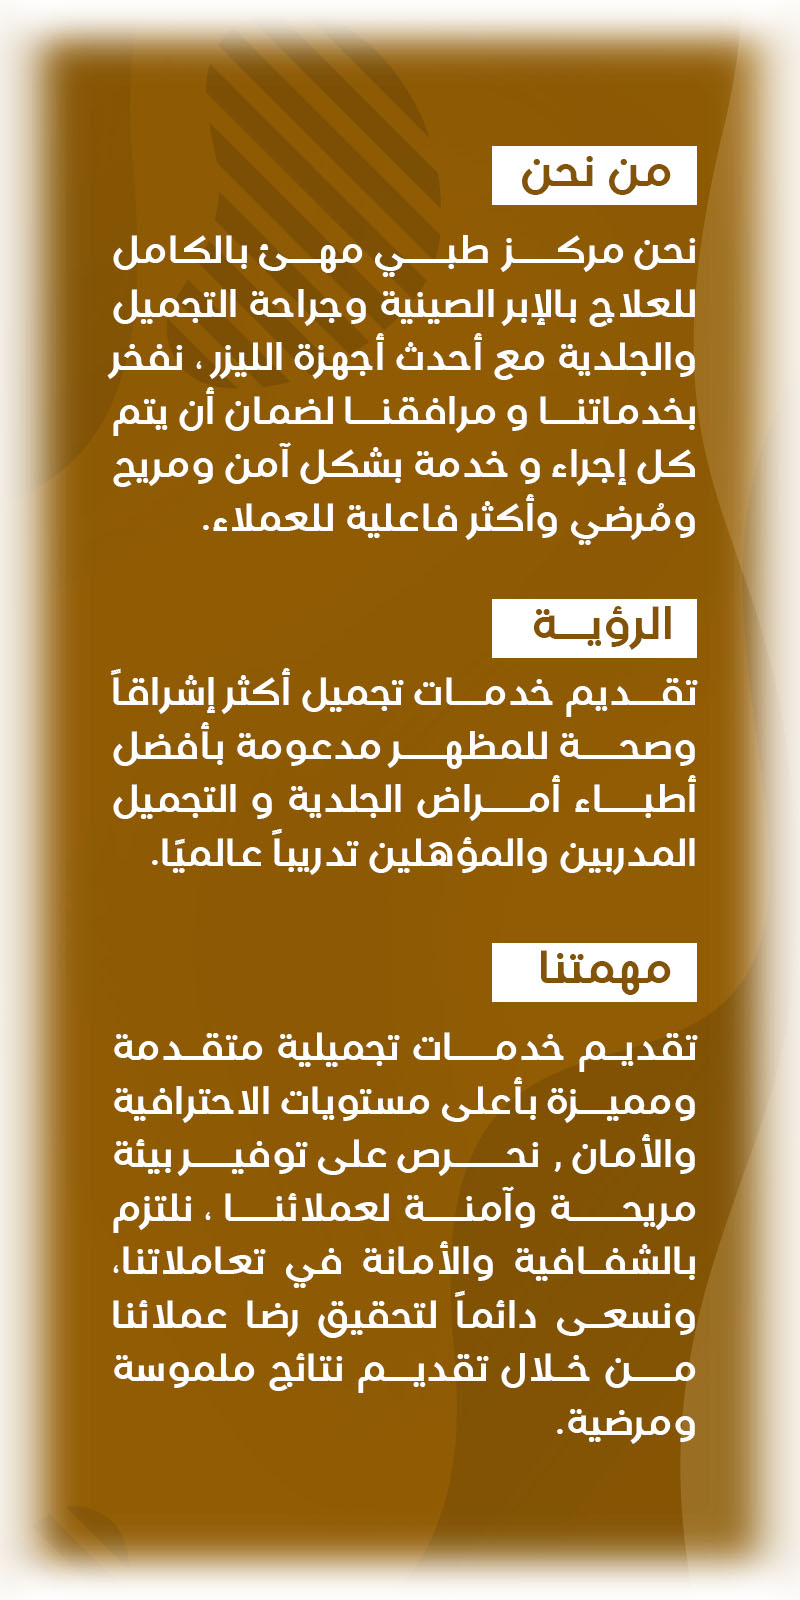 من نحن
نحن مركز طبي مهئ بالكامل
للعلاج بالإبر الصينية وجراحة التجميل
والجلدية مع أحدث أجهزة الليزر ، نفخر
بخدماتنا و مرافقنا لضمان أن يتم
كل إجراء و خدمة بشكل آمن ومريح
ومُرضي وأكثر فاعلية للعملاء.
الرؤية
تقديم خدمات تجميل أكثر إشراقاً
وصحة للمظهر مدعومة بأفضل
أطباء أمراض الجلدية و التجميل
المدربين والمؤهلين تدريباً عالميًا.
مهمتنا
تقديم خدمات تجميلية متقدمة
ومميزة بأعلى مستويات الاحترافية
والأمان , نحرص على توفير بيئة
مريحة وآمنة لعملائنا ، نلتزم
بالشفافية والأمانة في تعاملاتنا،
ونسعى دائماً لتحقيق رضا عملائنا
من خلال تقديم نتائج ملموسة
ومرضية.